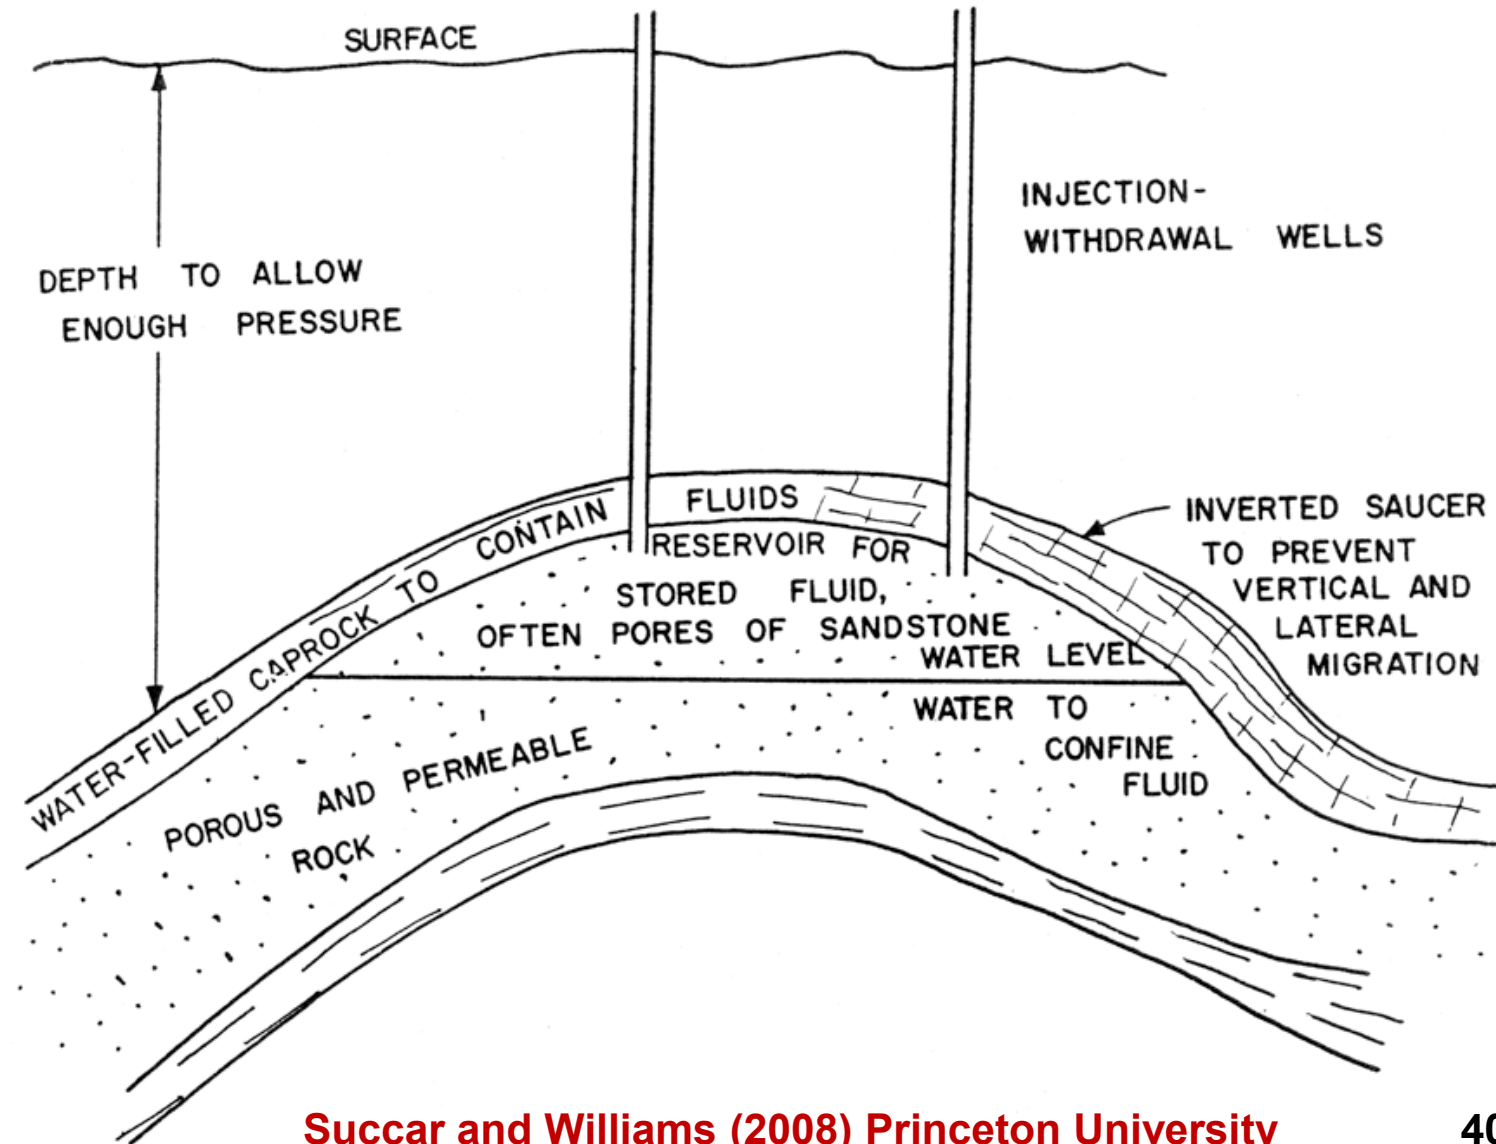 SURFACE
INJECTION-
WITHDRAWAL WELLS
DEPTH TO ALLOW
ENOUGH PRESSURE
WATER-FILLED CAPROCK TO CONTAIN FLUIDS
INVERTED SAUCER
TO PREVENT
VERTICAL AND
LATERAL
MIGRATION
RESERVOIR FOR
STORED FLUID,
OFTEN PORES OF SANDSTONE
WATER LEVEL
WATER TO
CONFINE
FLUID
POROUS AND PERMEABLE
ROCK
Succar and Williams (2008) Princeton University
40